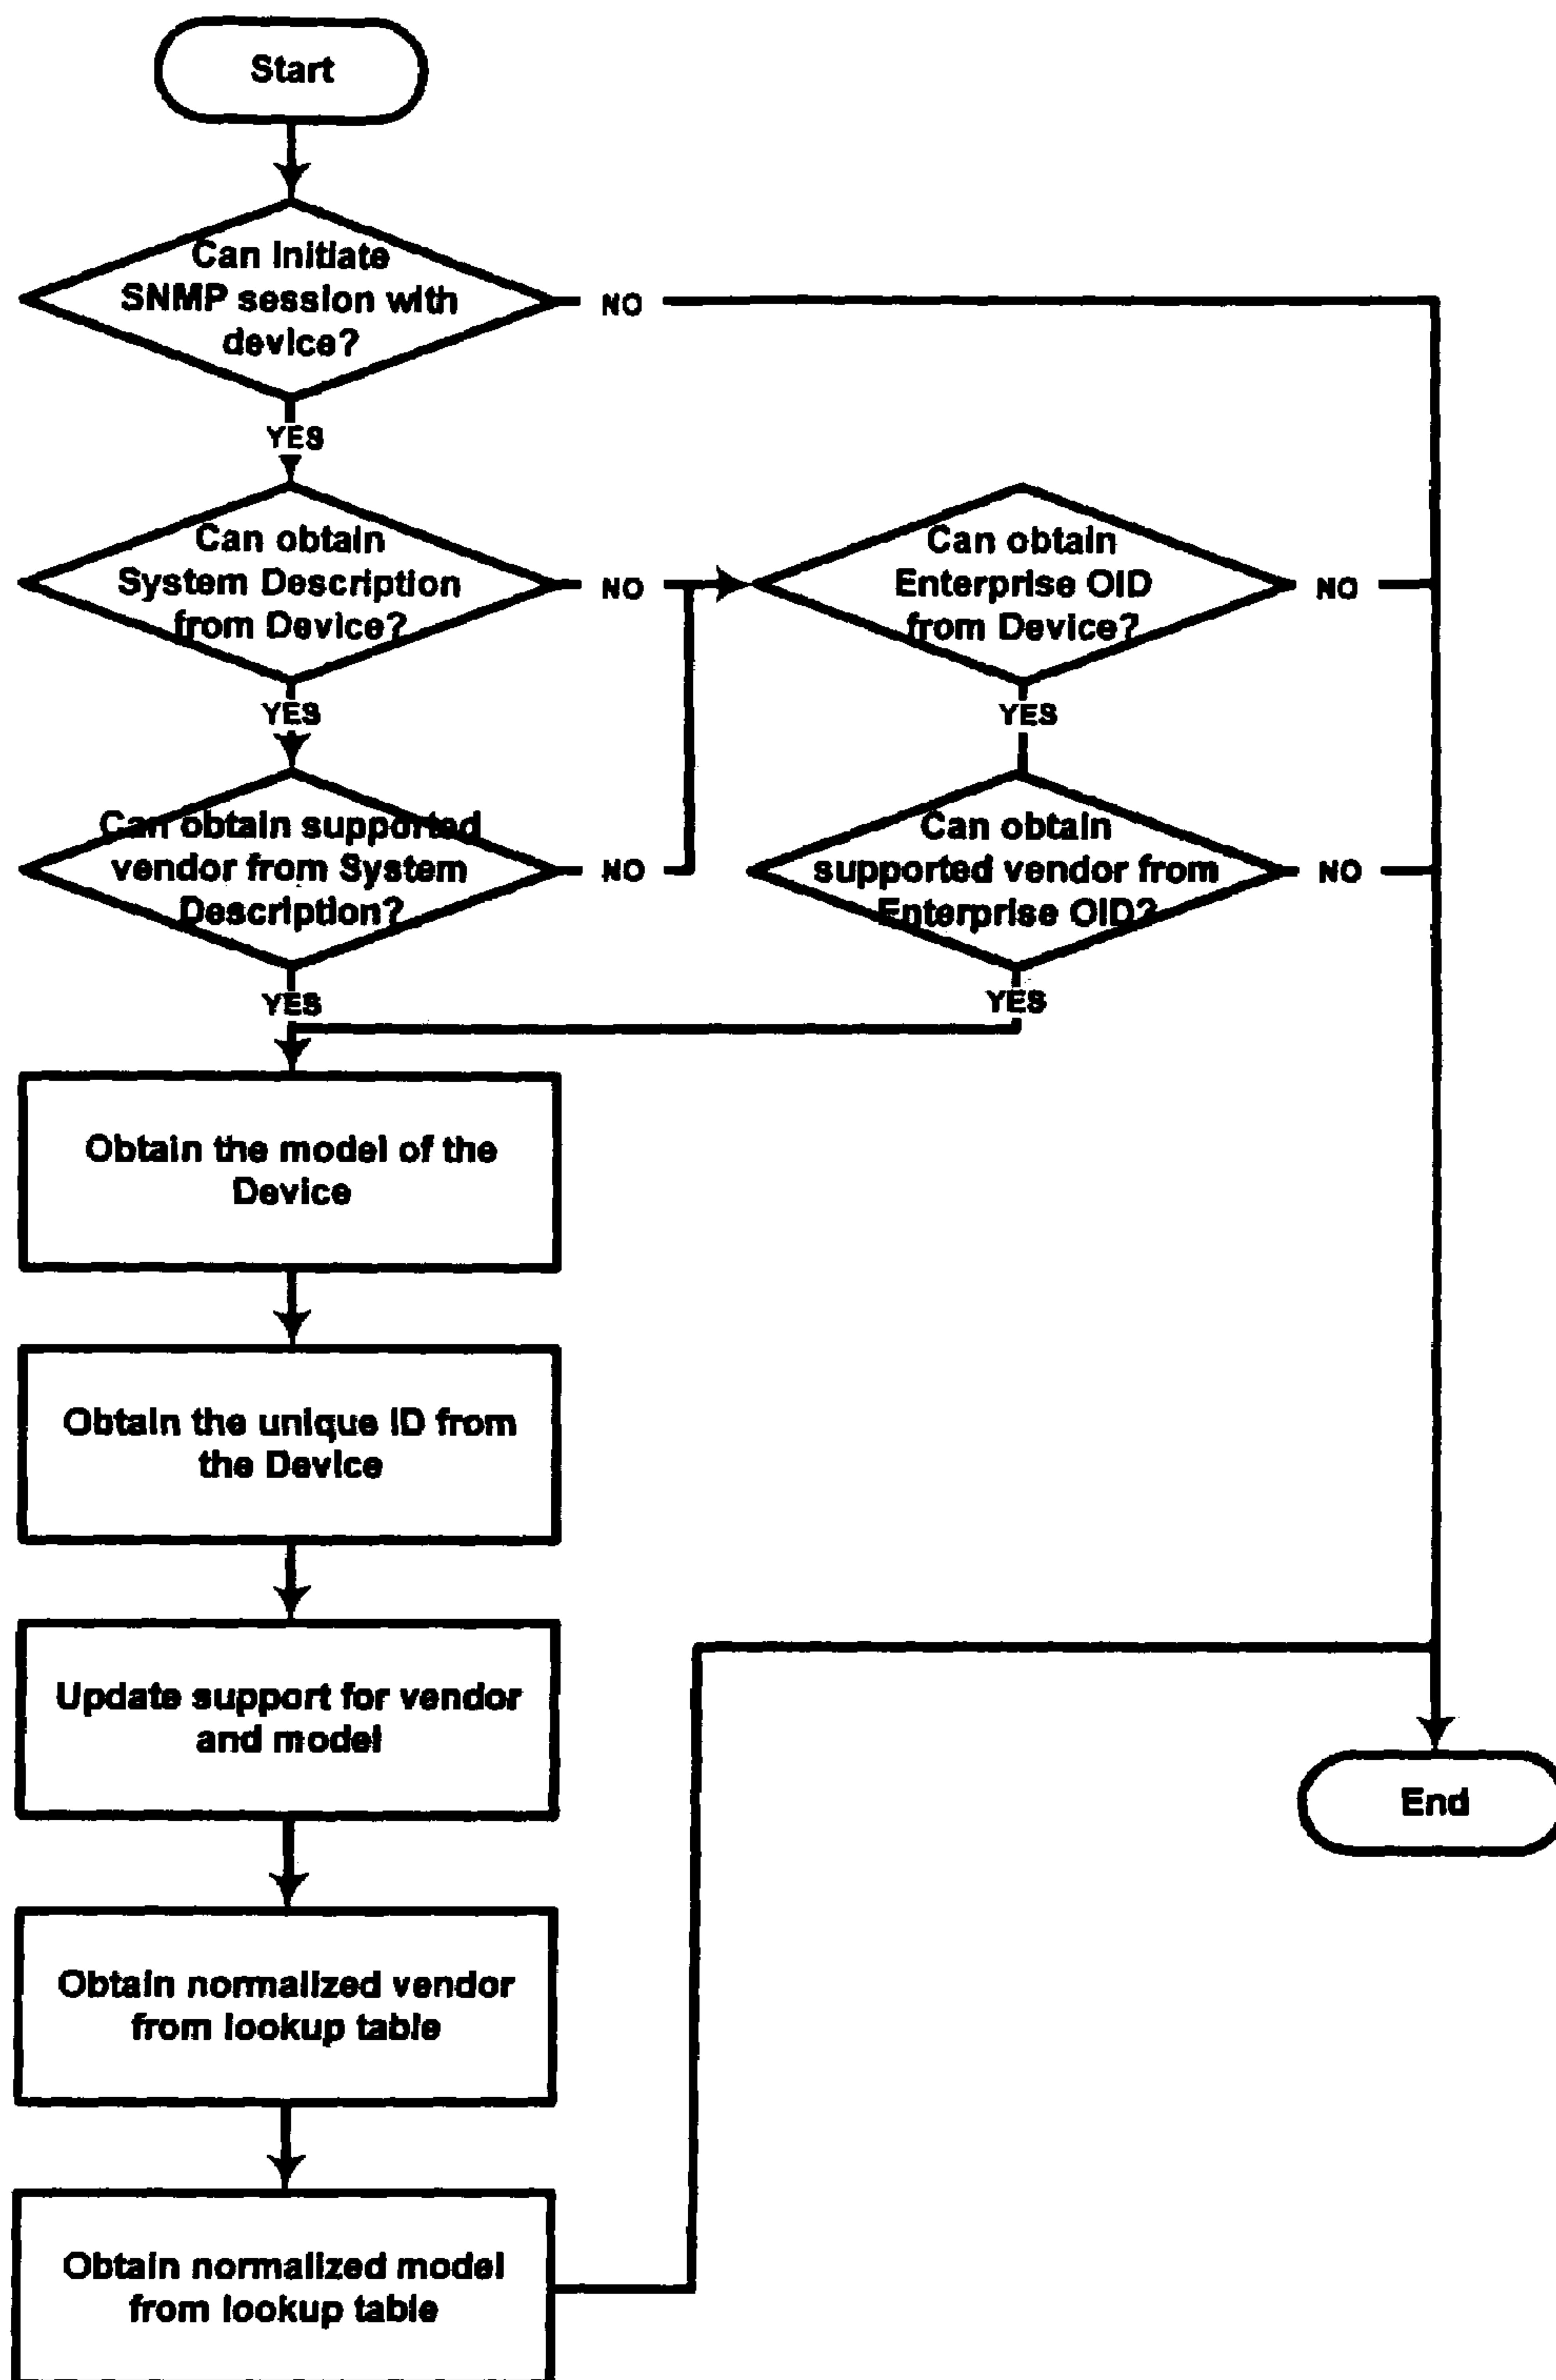 Start
Can initiate
SNMP session with
device?
NO
YES
Can obtain
System Description
from Device?
NO
Can obtain
Enterprise OID
from Device?
NO
YES
YES
Can obtain supported
vendor from System
Description?
NO
Can obtain
supported vendor from
Enterprise OID?
NO
YES
YES
Obtain the model of the
Device
Obtain the unique ID from
the Device
Update support for vendor
and model
End
Obtain normalized vendor
from lookup table
Obtain normalized model
from lookup table